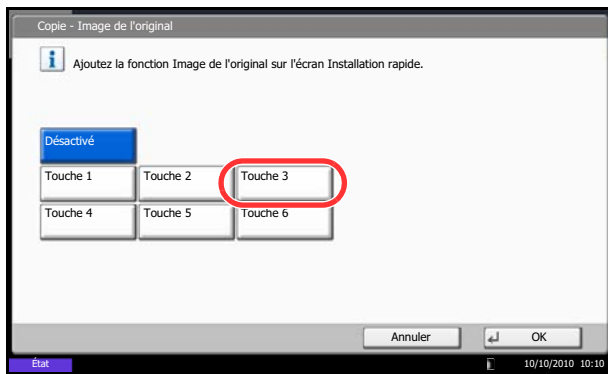 Copie - Image de l'original
Ajoutez la fonction Image de l'original sur l'écran Installation rapide.
Désactivé
Touche 1 Touche 2 Touche 3
Touche 4 Touche 5 Touche 6
Annuler OK
État 10/10/2010 10:10